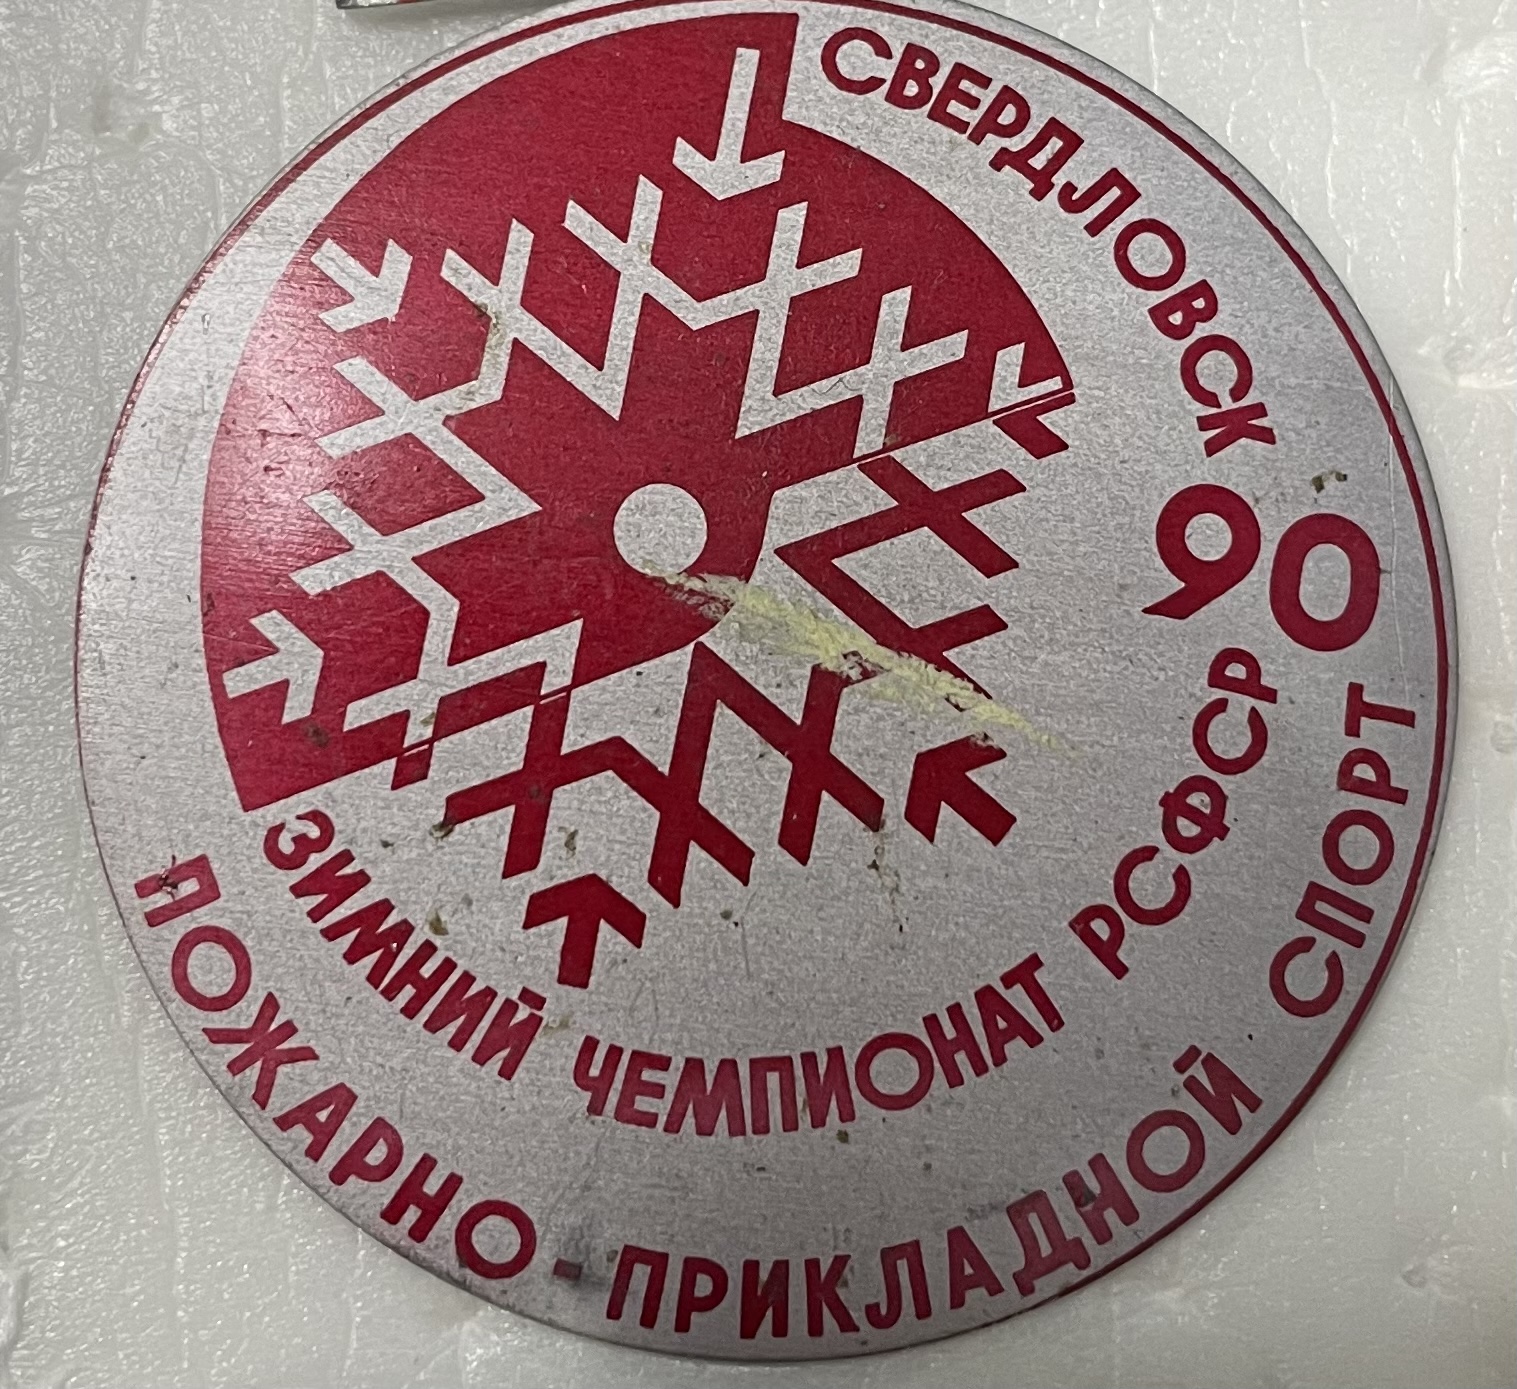 СВЕРДЛОВСК
90
ЗИМНИЙ ЧЕМПИОНАТ РСФСР
ПОЖАРНО-ПРИКЛАДНОЙ СПОРТ